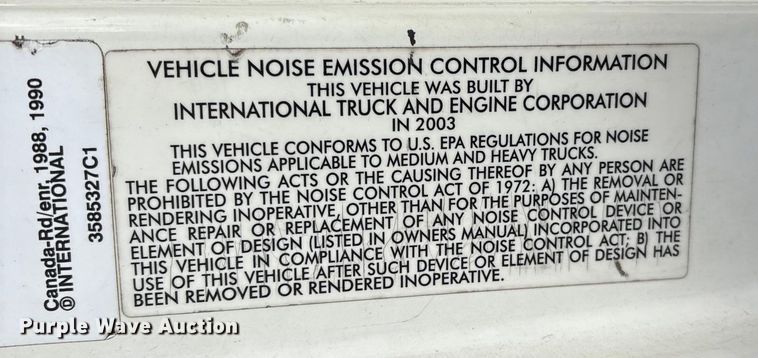 Canada-Rd/enr. 1988, 1990
© INTERNATIONAL
3585327C1
VEHICLE NOISE EMISSION CONTROL INFORMATION
THIS VEHICLE WAS BUILT BY
INTERNATIONAL TRUCK AND ENGINE CORPORATION
IN 2003
THIS VEHICLE CONFORMS TO U.S. EPA REGULATIONS FOR NOISE
EMISSIONS APPLICABLE TO MEDIUM AND HEAVY TRUCKS.
THE FOLLOWING ACTS OR THE CAUSING THEREOF BY ANY PERSON ARE
PROHIBITED BY THE NOISE CONTROL ACT OF 1972: A) THE REMOVAL OR
RENDERING INOPERATIVE, OTHER THAN FOR THE PURPOSES OF MAINTEN-
ANCE REPAIR OR REPLACEMENT OF ANY NOISE CONTROL DEVICE OR
ELEMENT OF DESIGN (LISTED IN OWNERS MANUAL) INCORPORATED INTO
THIS VEHICLE IN COMPLIANCE WITH THE NOISE CONTROL ACT; B) THE
USE OF THIS VEHICLE AFTER SUCH DEVICE OR ELEMENT OF DESIGN HAS
BEEN REMOVED OR RENDERED INOPERATIVE.
Purple Wave Auction